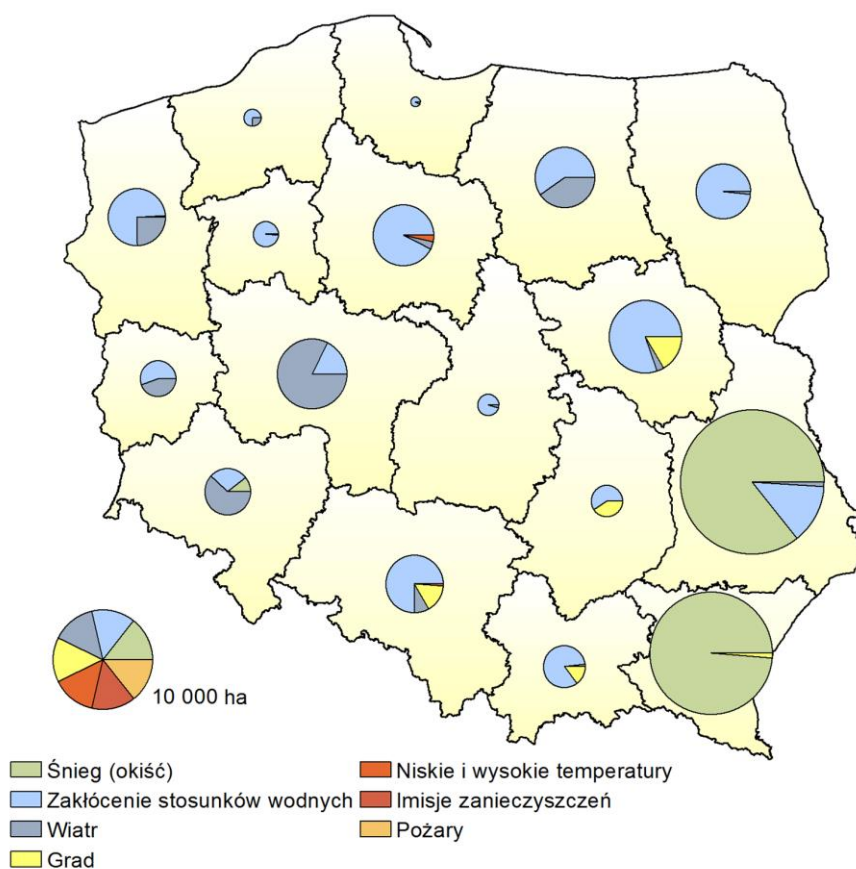 10 000 ha
Śnieg (okiść)
Zakłócenie stosunków wodnych
Wiatr
Grad
Niskie i wysokie temperatury
Imisje zanieczyszczeń
Pożary